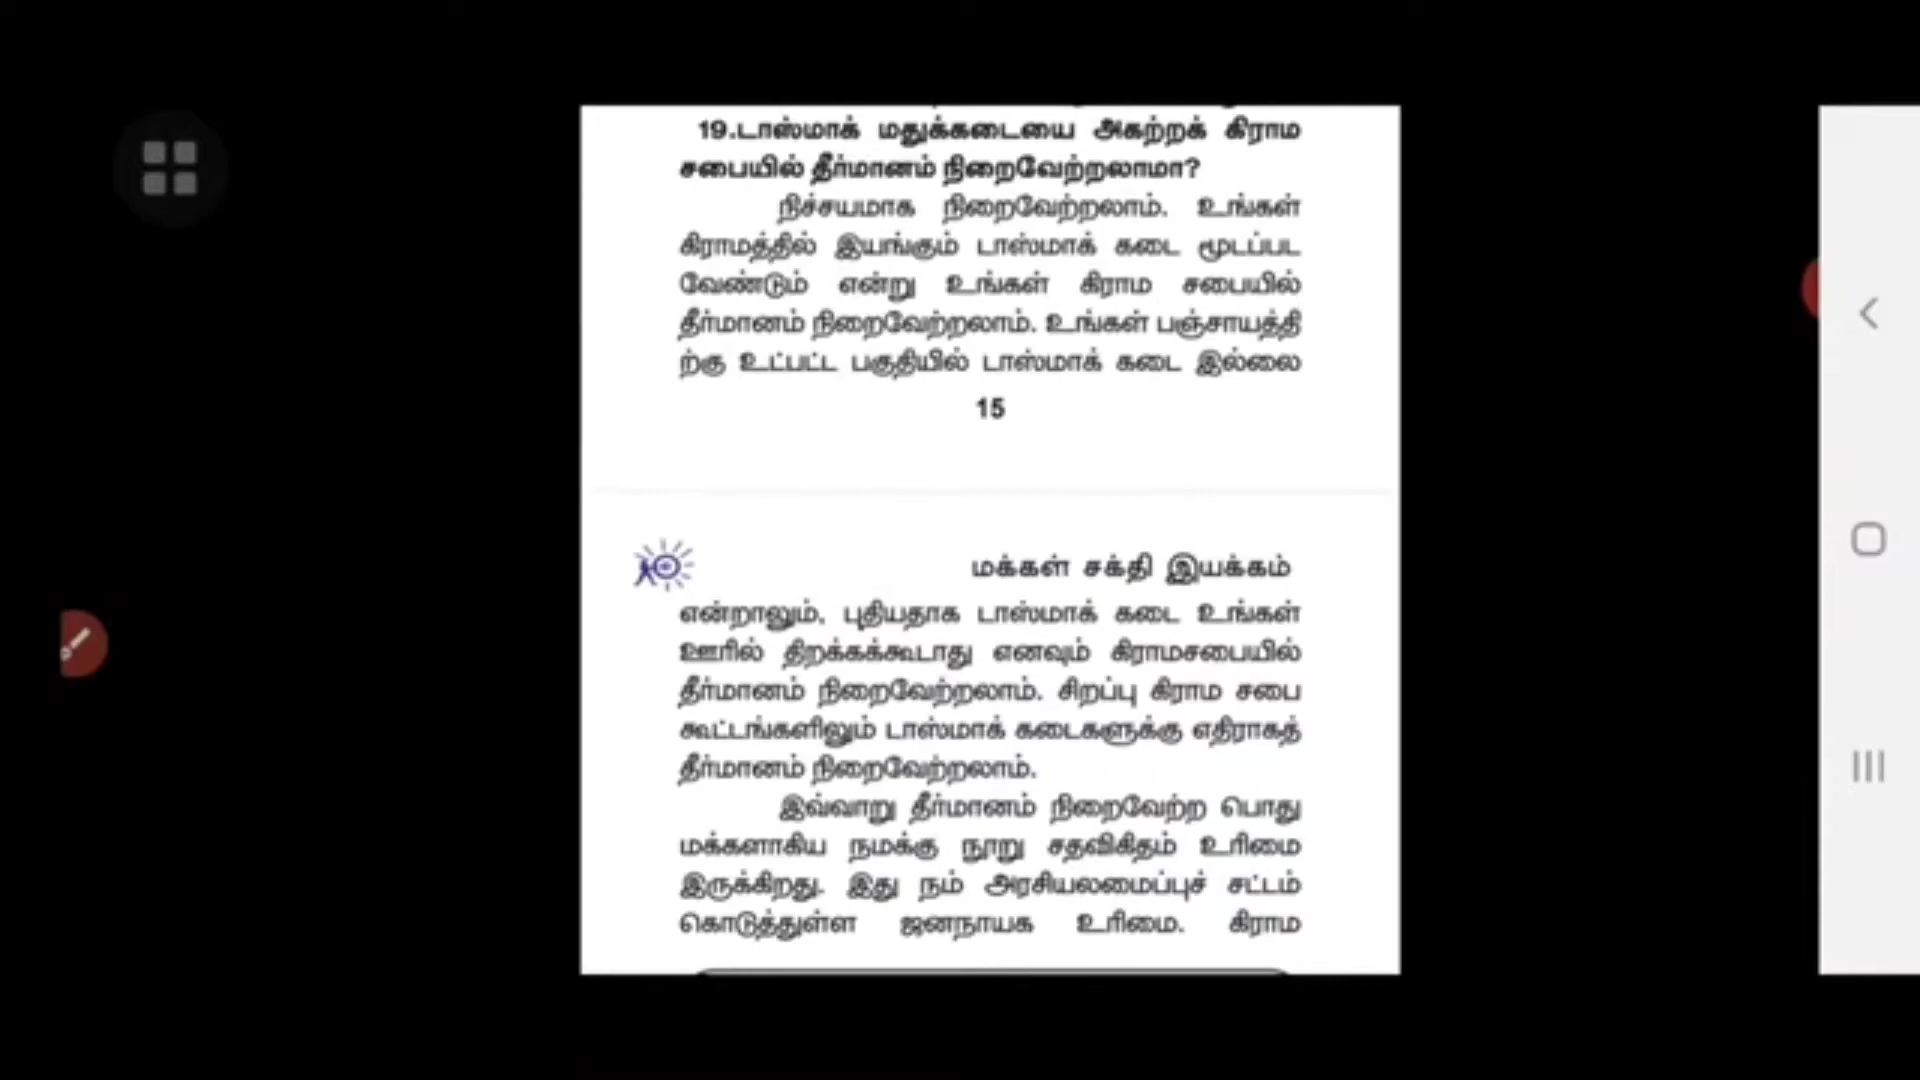 19.டாஸ்மாக் மதுக்கடையை அகற்றக் கிராம
சபையில் தீர்மானம் நிறைவேற்றலாமா?
நிச்சயமாக நிறைவேற்றலாம். உங்கள்
கிராமத்தில் இயங்கும் டாஸ்மாக் கடை மூடப்பட
வேண்டும் என்று உங்கள் கிராம சபையில்
தீர்மானம் நிறைவேற்றலாம். உங்கள் பஞ்சாயத்தி
ற்கு உட்பட்ட பகுதியில் டாஸ்மாக் கடை இல்லை
15
மக்கள் சக்தி இயக்கம்
என்றாலும், புதியதாக டாஸ்மாக் கடை உங்கள்
ஊரில் திறக்கக்கூடாது எனவும் கிராமசபையில்
தீர்மானம் நிறைவேற்றலாம். சிறப்பு கிராம சபை
கூட்டங்களிலும் டாஸ்மாக் கடைகளுக்கு எதிராகத்
தீர்மானம் நிறைவேற்றலாம்.
இவ்வாறு தீர்மானம் நிறைவேற்ற பொது
மக்களாகிய நமக்கு நூறு சதவிகிதம் உரிமை
இருக்கிறது. இது நம் அரசியலமைப்புச் சட்டம்
கொடுத்துள்ள ஜனநாயக உரிமை. கிராம